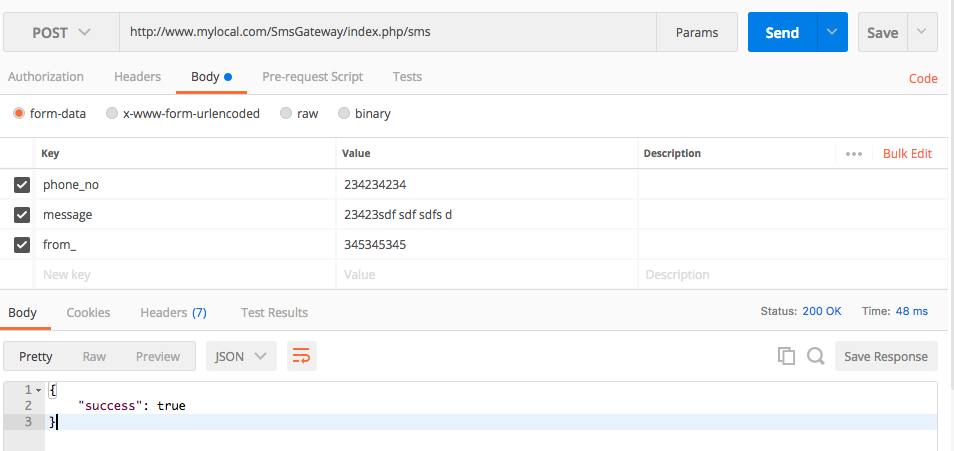 POST http://www.mylocal.com/SmsGateway/index.php/sms Params Send Save
Authorization Headers Body Pre-request Script Tests Code
form-data x-www-form-urlencoded raw binary
Key Value Description ••• Bulk Edit
phone_no 234234234
message 23423sdf sdf sdfs d
from_ 345345345
New key Value Description
Body Cookies Headers (7) Test Results Status: 200 OK Time: 48 ms
Pretty Raw Preview JSON Save Response
1 {
2 "success": true
3 }